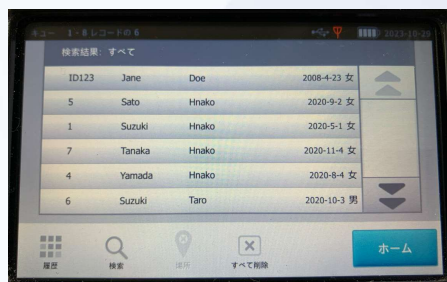 キュー 1 - 8 レコードの 6 2023-10-29
検索結果: すべて
ID123 Jane Doe 2008-4-23 女
5 Sato Hnako 2020-9-2 女
1 Suzuki Hnako 2020-5-1 女
7 Tanaka Hnako 2020-11-4 女
4 Yamada Hnako 2020-8-4 女
6 Suzuki Taro 2020-10-3 男
履歴 検索 場所 すべて削除 ホーム